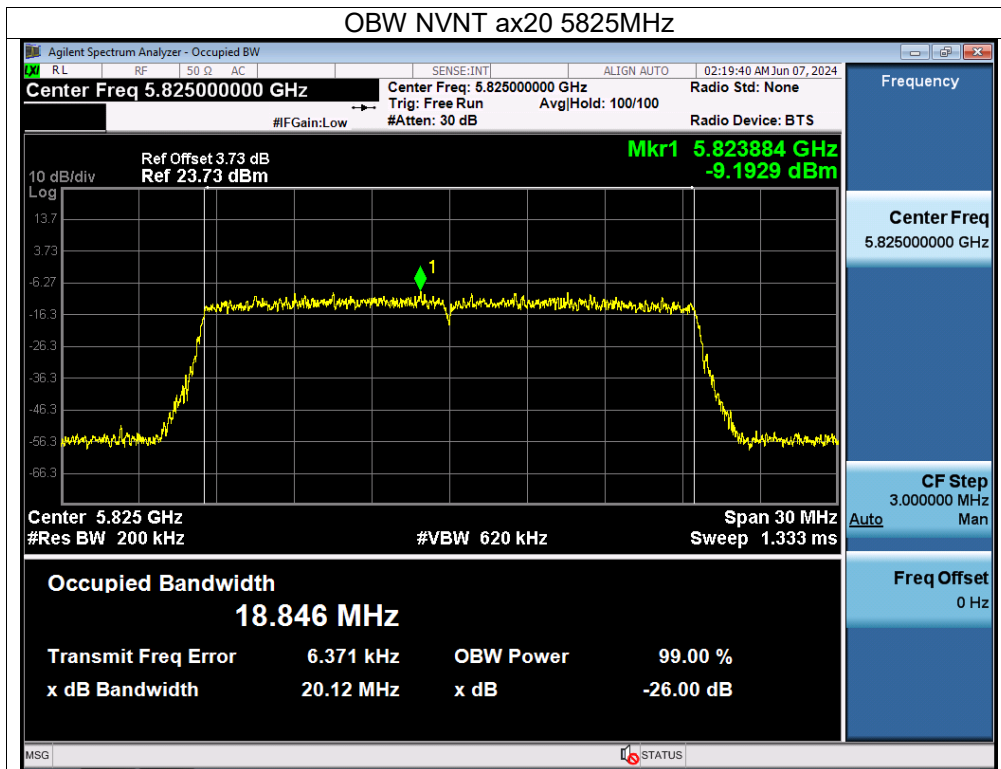 OBW NVNT ax20 5825MHz
Agilent Spectrum Analyzer - Occupied BW
LXI RL RF 50 Ω AC SENSE:INT ALIGN AUTO 02:19:40 AM Jun 07, 2024
Center Freq 5.825000000 GHz
Center Freq: 5.825000000 GHz Radio Std: None
Trig: Free Run Avg|Hold: 100/100
#IFGain:Low #Atten: 30 dB Radio Device: BTS
Mkr1 5.823884 GHz
-9.1929 dBm
Ref Offset 3.73 dB
10 dB/div Ref 23.73 dBm
Log
13.7
3.73
-6.27
-16.3
-26.3
-36.3
-46.3
-56.3
-66.3
1
Center 5.825 GHz Span 30 MHz
#Res BW 200 kHz #VBW 620 kHz Sweep 1.333 ms
Occupied Bandwidth
18.846 MHz
Transmit Freq Error 6.371 kHz OBW Power 99.00 %
x dB Bandwidth 20.12 MHz x dB -26.00 dB
MSG STATUS
Frequency
Center Freq
5.825000000 GHz
CF Step
3.000000 MHz
Auto Man
Freq Offset
0 Hz